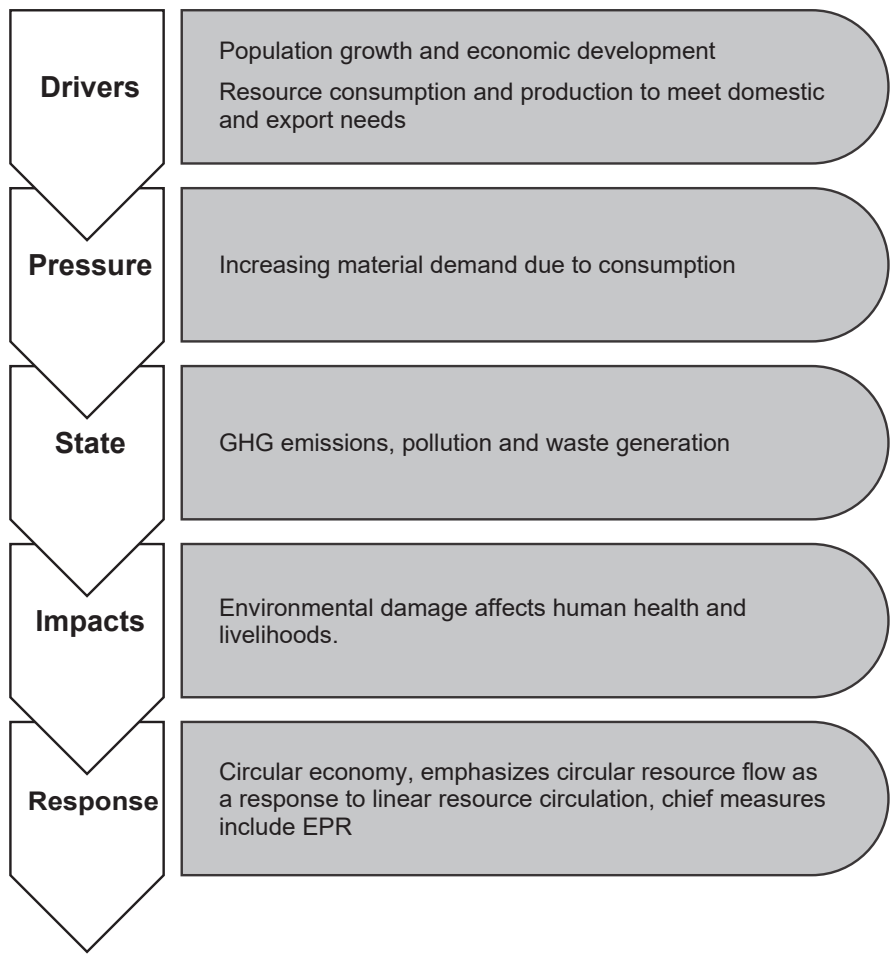 Drivers
Population growth and economic development
Resource consumption and production to meet domestic
and export needs
Pressure
Increasing material demand due to consumption
State
GHG emissions, pollution and waste generation
Impacts
Environmental damage affects human health and
livelihoods.
Response
Circular economy, emphasizes circular resource flow as
a response to linear resource circulation, chief measures
include EPR